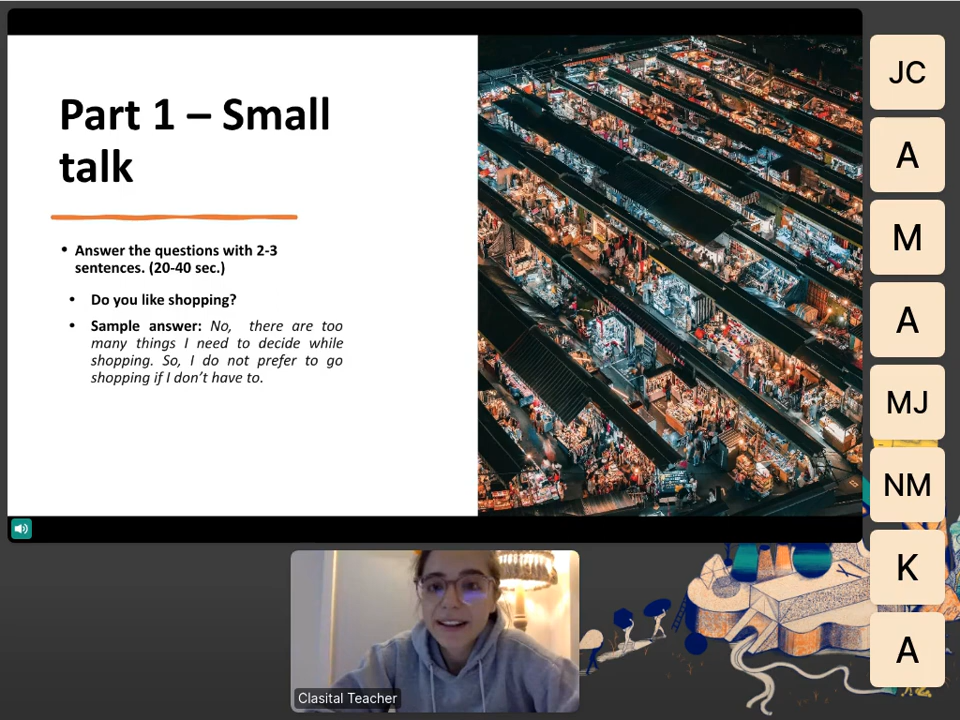 Part 1 – Small
talk
• Answer the questions with 2-3
sentences. (20-40 sec.)
• Do you like shopping?
• Sample answer: No, there are too
many things I need to decide while
shopping. So, I do not prefer to go
shopping if I don't have to.
JC
A
M
A
MJ
NM
K
A
Clasital Teacher